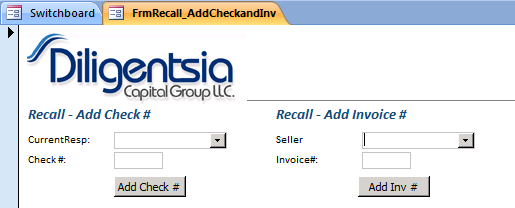 Switchboard FrmRecall_AddCheckandInv
Diligentsia
Capital Group LLC.
Recall - Add Check # Recall - Add Invoice #
CurrentResp: Seller
Check #: Invoice#:
Add Check # Add Inv #